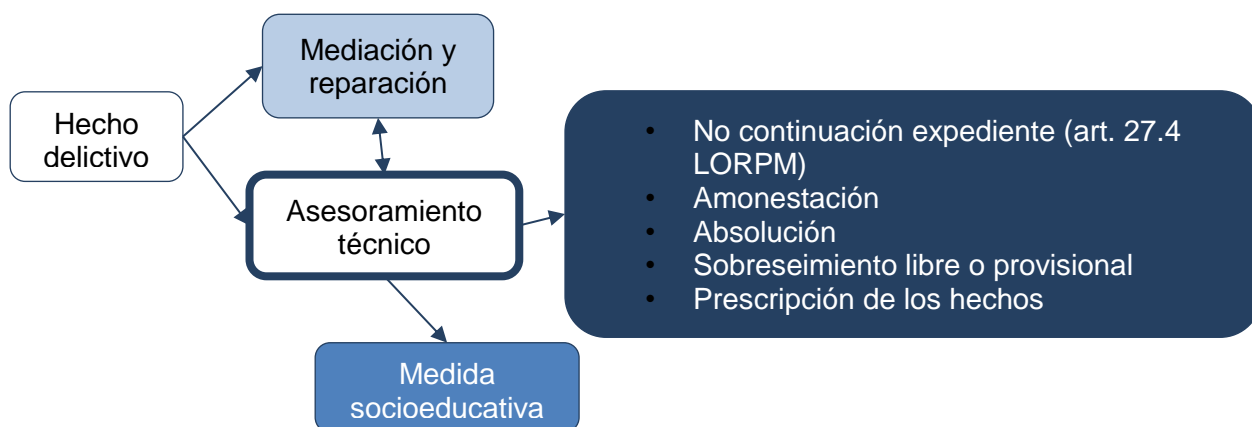 Mediación y
reparación
Hecho
delictivo
Asesoramiento
técnico
• No continuación expediente (art. 27.4
LORPM)
• Amonestación
• Absolución
• Sobreseimiento libre o provisional
• Prescripción de los hechos
Medida
socioeducativa